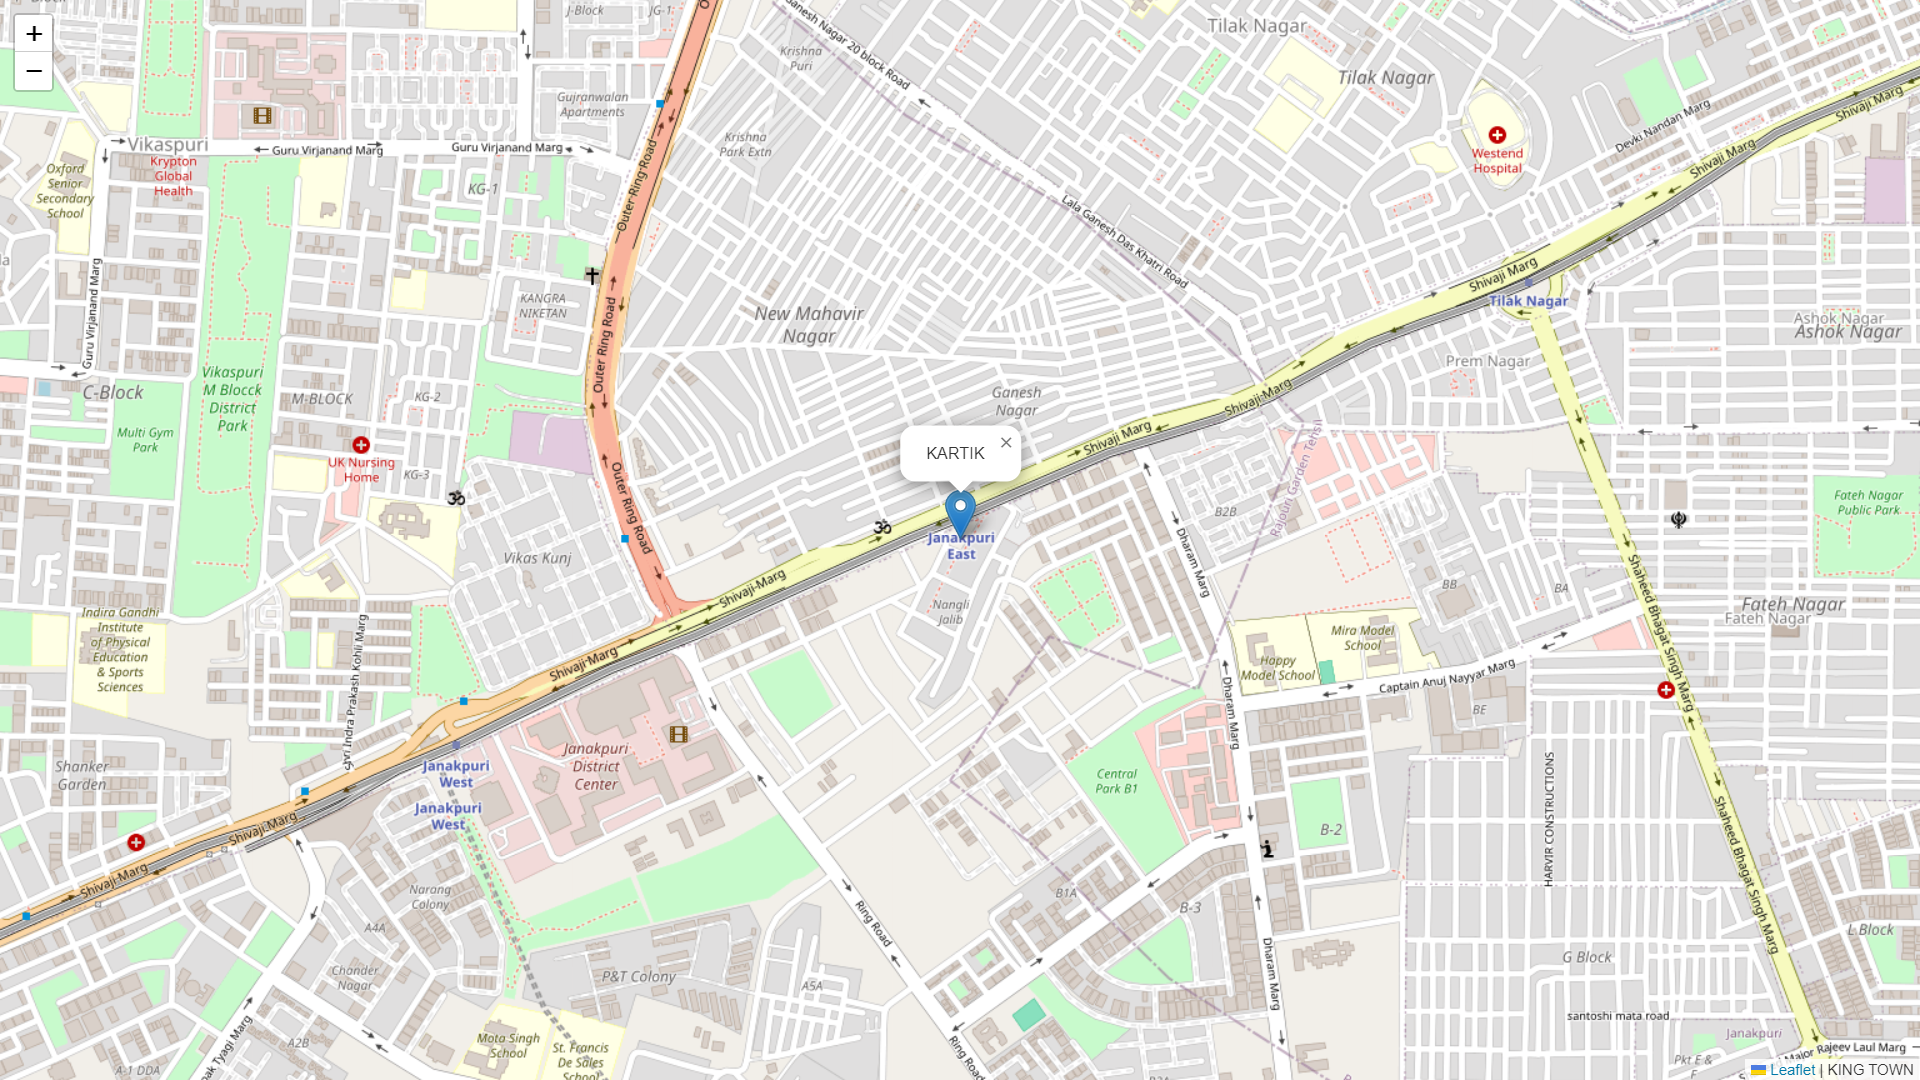 +
−
J-Block
JG-1
Tilak Nagar
Ganesh Nagar 20 block Road
Krishna
Puri
Tilak Nagar
Gujranwalan
Apartments
Krishna
Park Extn
Devki Nandan Marg
Shivaji Marg
Vikaspuri
Krypton
Global
Health
Guru Virjanand Marg
Guru Virjanand Marg
Outer Ring Road
Westend
Hospital
Shivaji Marg
Oxford
Senior
Secondary
School
KG-1
Lala Ganesh Das Khatri Road
Guru Virjanand Marg
KANGRA
NIKETAN
Outer Ring Road
New Mahavir
Nagar
Shivaji Marg
Tilak Nagar
Ashok Nagar
Ashok Nagar
Prem Nagar
C-Block
Vikaspuri
M Blocck
District
Park
M-BLOCK
KG-2
Ganesh
Nagar
Shivaji Marg
Multi Gym
Park
UK Nursing
Home
KG-3
Outer Ring Road
Shivaji Marg
KARTIK
×
Rajouri Garden Tehsil
Fateh Nagar
Public Park
B2B
Janakpuri
East
Vikas Kunj
Dharam Marg
Shivaji Marg
BB
BA
Shaheed Bhagat Singh Marg
Indira Gandhi
Institute
of Physical
Education
& Sports
Sciences
Shri Indra Prakash Kohli Marg
Nangli
Jalib
Fateh Nagar
Fateh Nagar
Mira Model
School
Happy
Model School
Shivaji Marg
Captain Anuj Nayyar Marg
Dharam Marg
BE
Shanker
Garden
Janakpuri
West
Janakpuri
West
Janakpuri
District
Center
Central
Park B1
HARVIR CONSTRUCTIONS
Shivaji Marg
B-2
Shaheed Bhagat Singh Marg
Shivaji Marg
Narang
Colony
A4A
B1A
B-3
Ring Road
Dharam Marg
L Block
G Block
Chander
Nagar
P&T Colony
A5A
santoshi mata road
Janakpuri
A2B
Mota Singh
School
St. Francis
De Sales
School
Ring Road
A-1 DDA
Pkt E &
Major Rajeev Laul Marg
Leaflet | KING TOWN